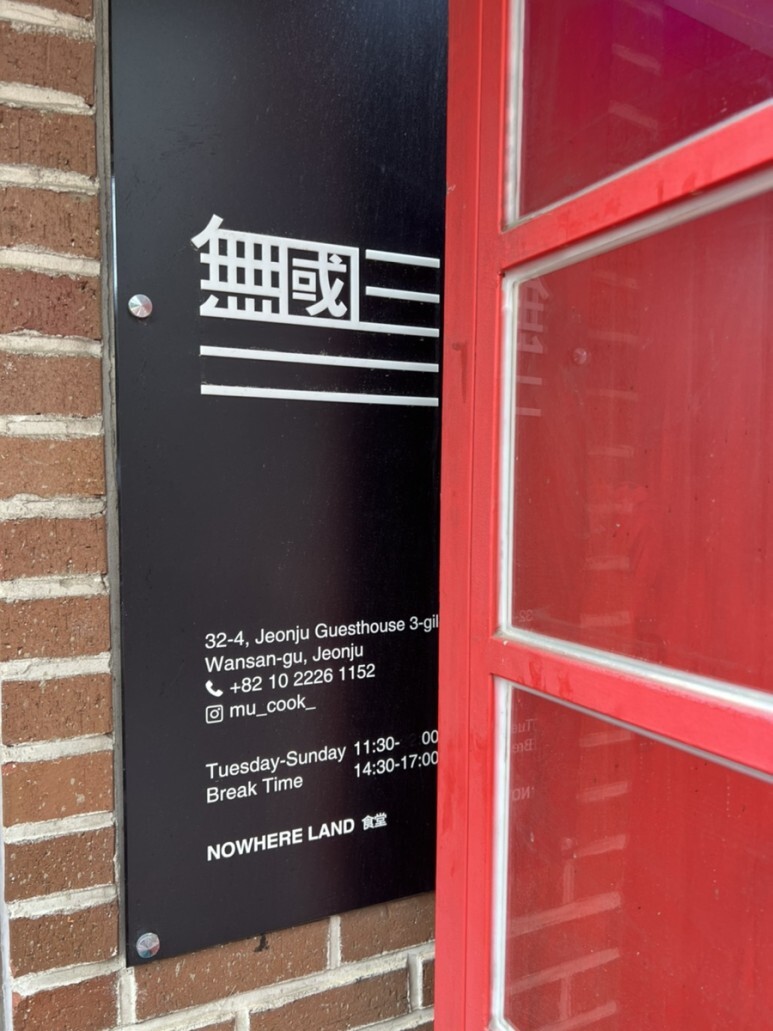 無國
32-4, Jeonju Guesthouse 3-gil
Wansan-gu, Jeonju
+82 10 2226 1152
mu_cook_
Tuesday-Sunday 11:30- 00
Break Time 14:30-17:00
NOWHERE LAND 食堂